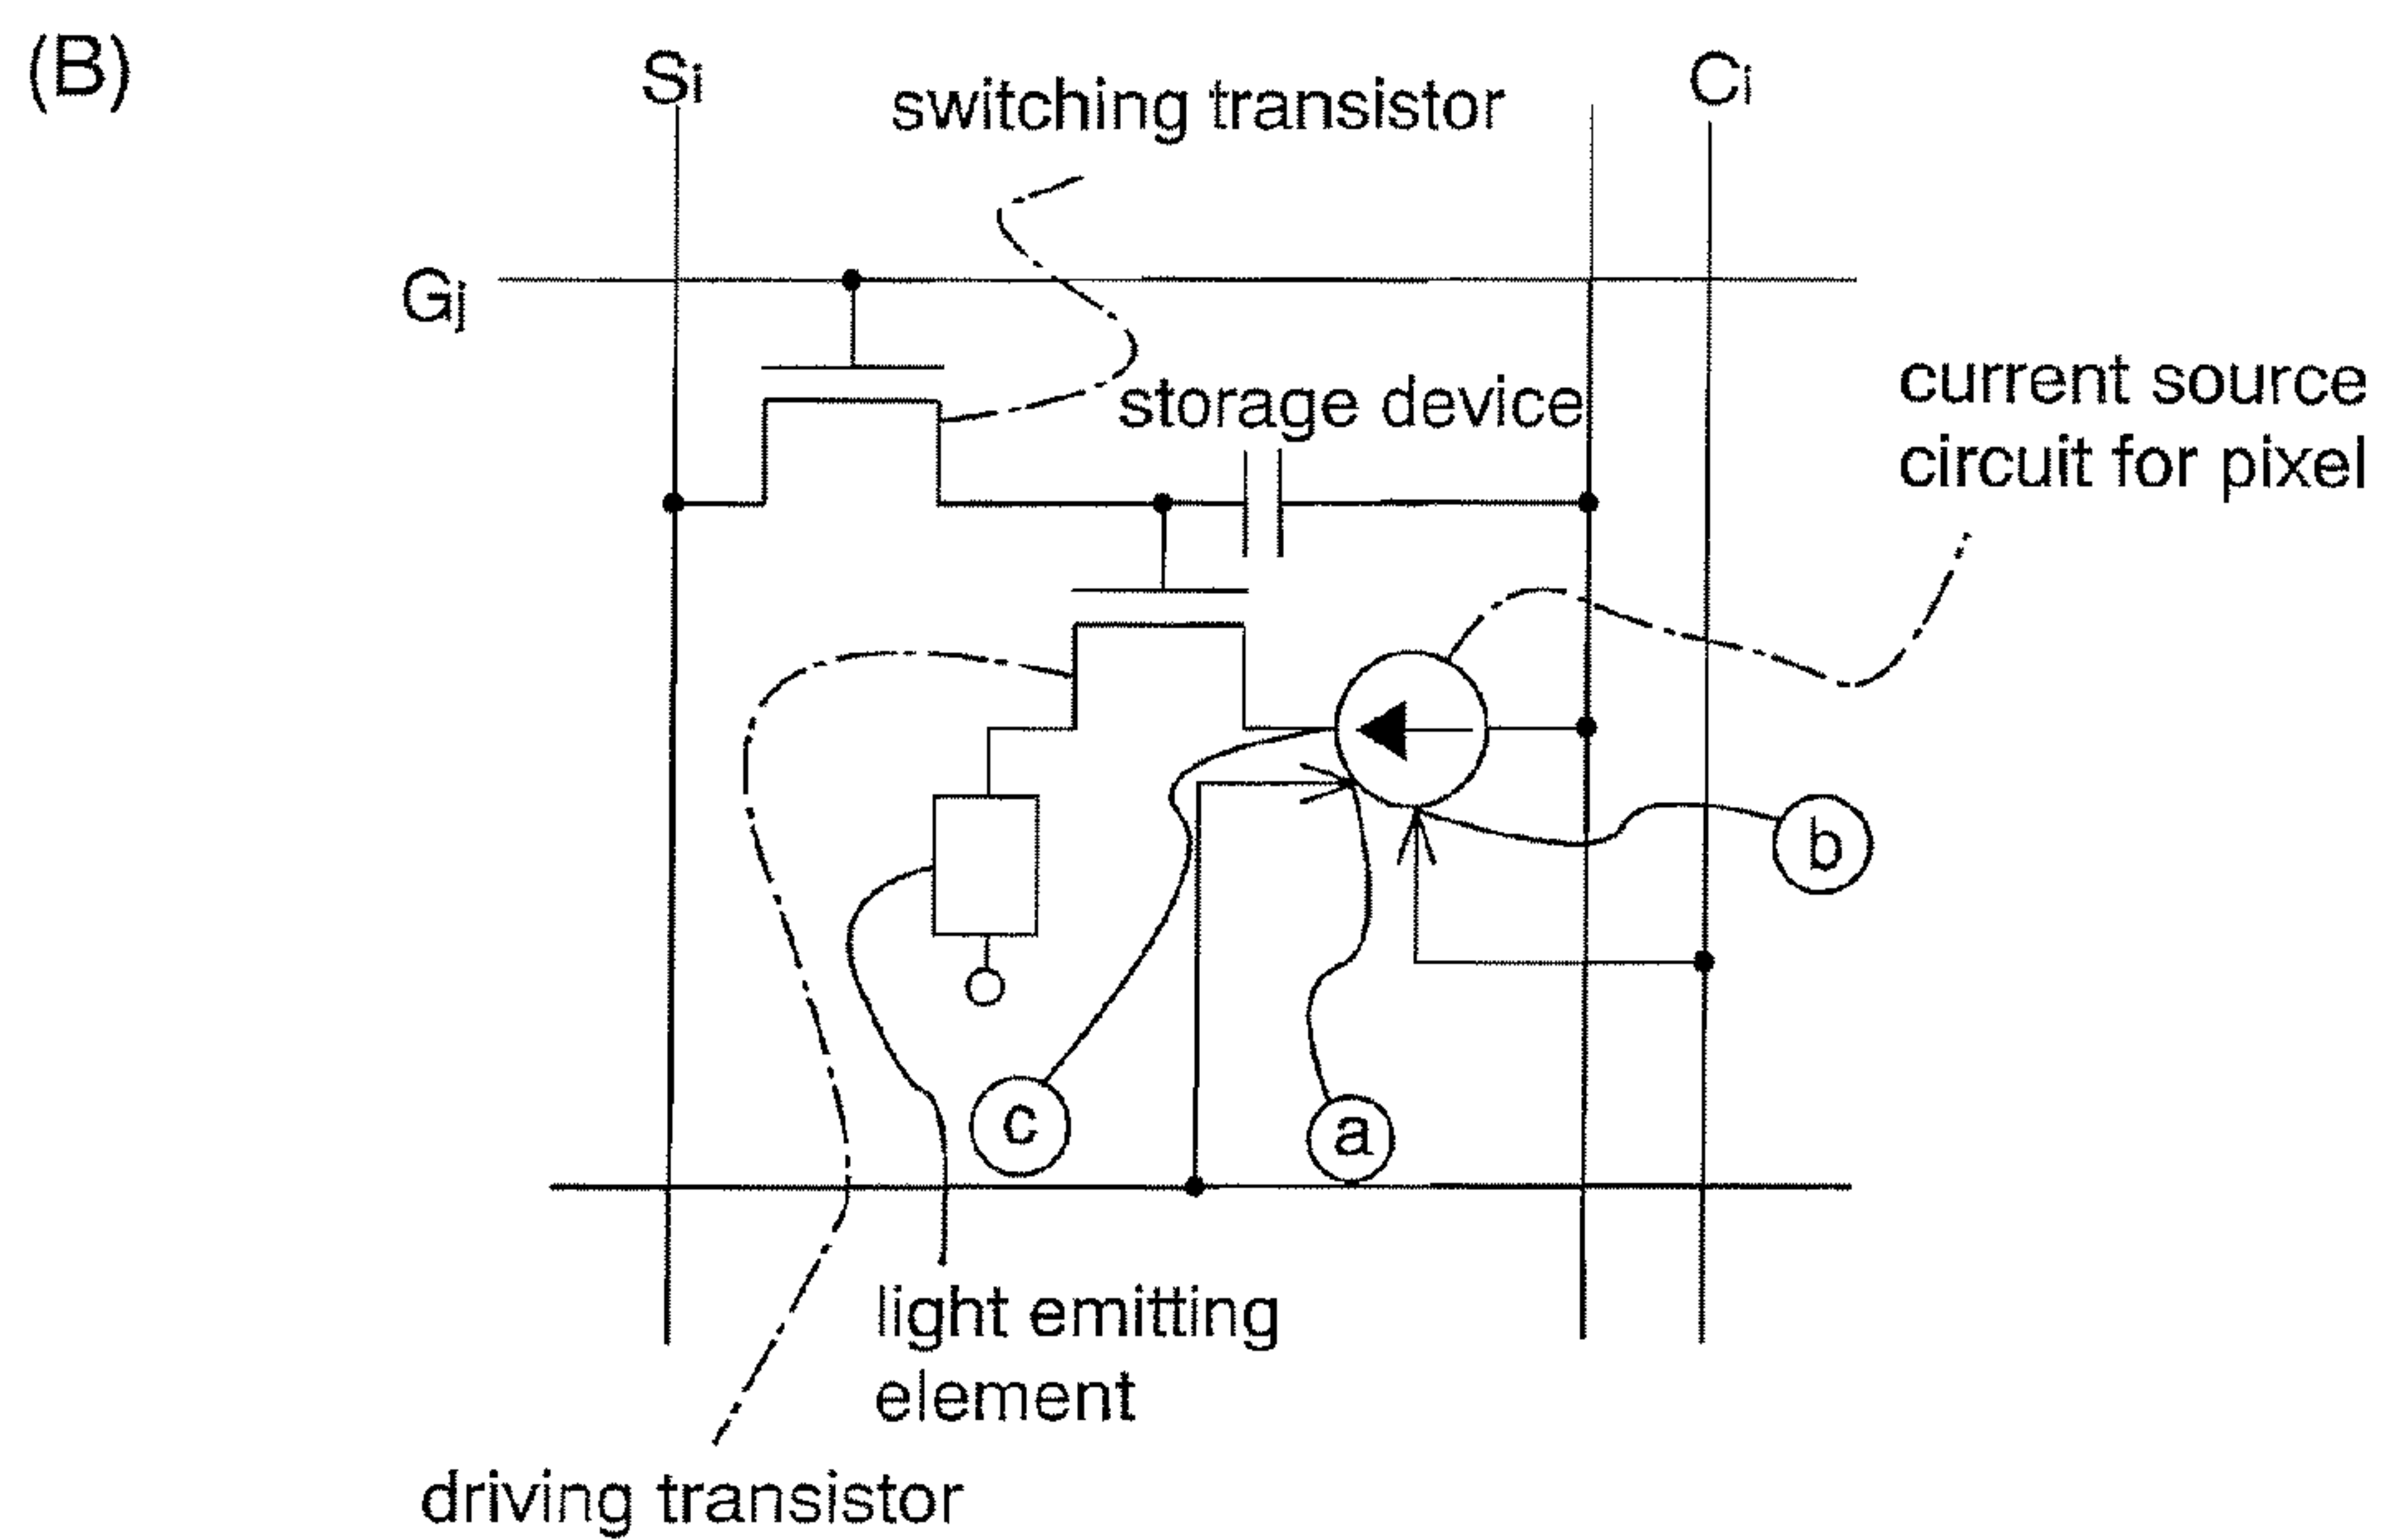 (B)
Si
Ci
switching transistor
Gj
storage device
current source
circuit for pixel
b
c
a
light emitting
element
driving transistor